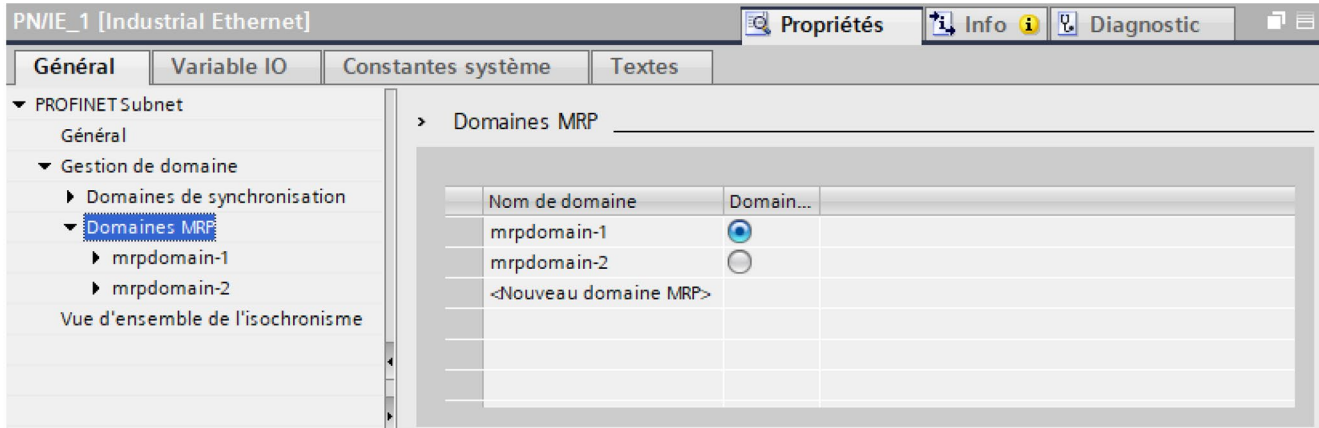 PN/IE_1 [Industrial Ethernet]
Propriétés
Info
Diagnostic
Général
Variable IO
Constantes système
Textes
PROFINET Subnet
Général
Gestion de domaine
Domaines de synchronisation
Domaines MRP
mrpdomain-1
mrpdomain-2
Vue d'ensemble de l'isochronisme
Domaines MRP
Nom de domaine Domain...
mrpdomain-1
mrpdomain-2
<Nouveau domaine MRP>